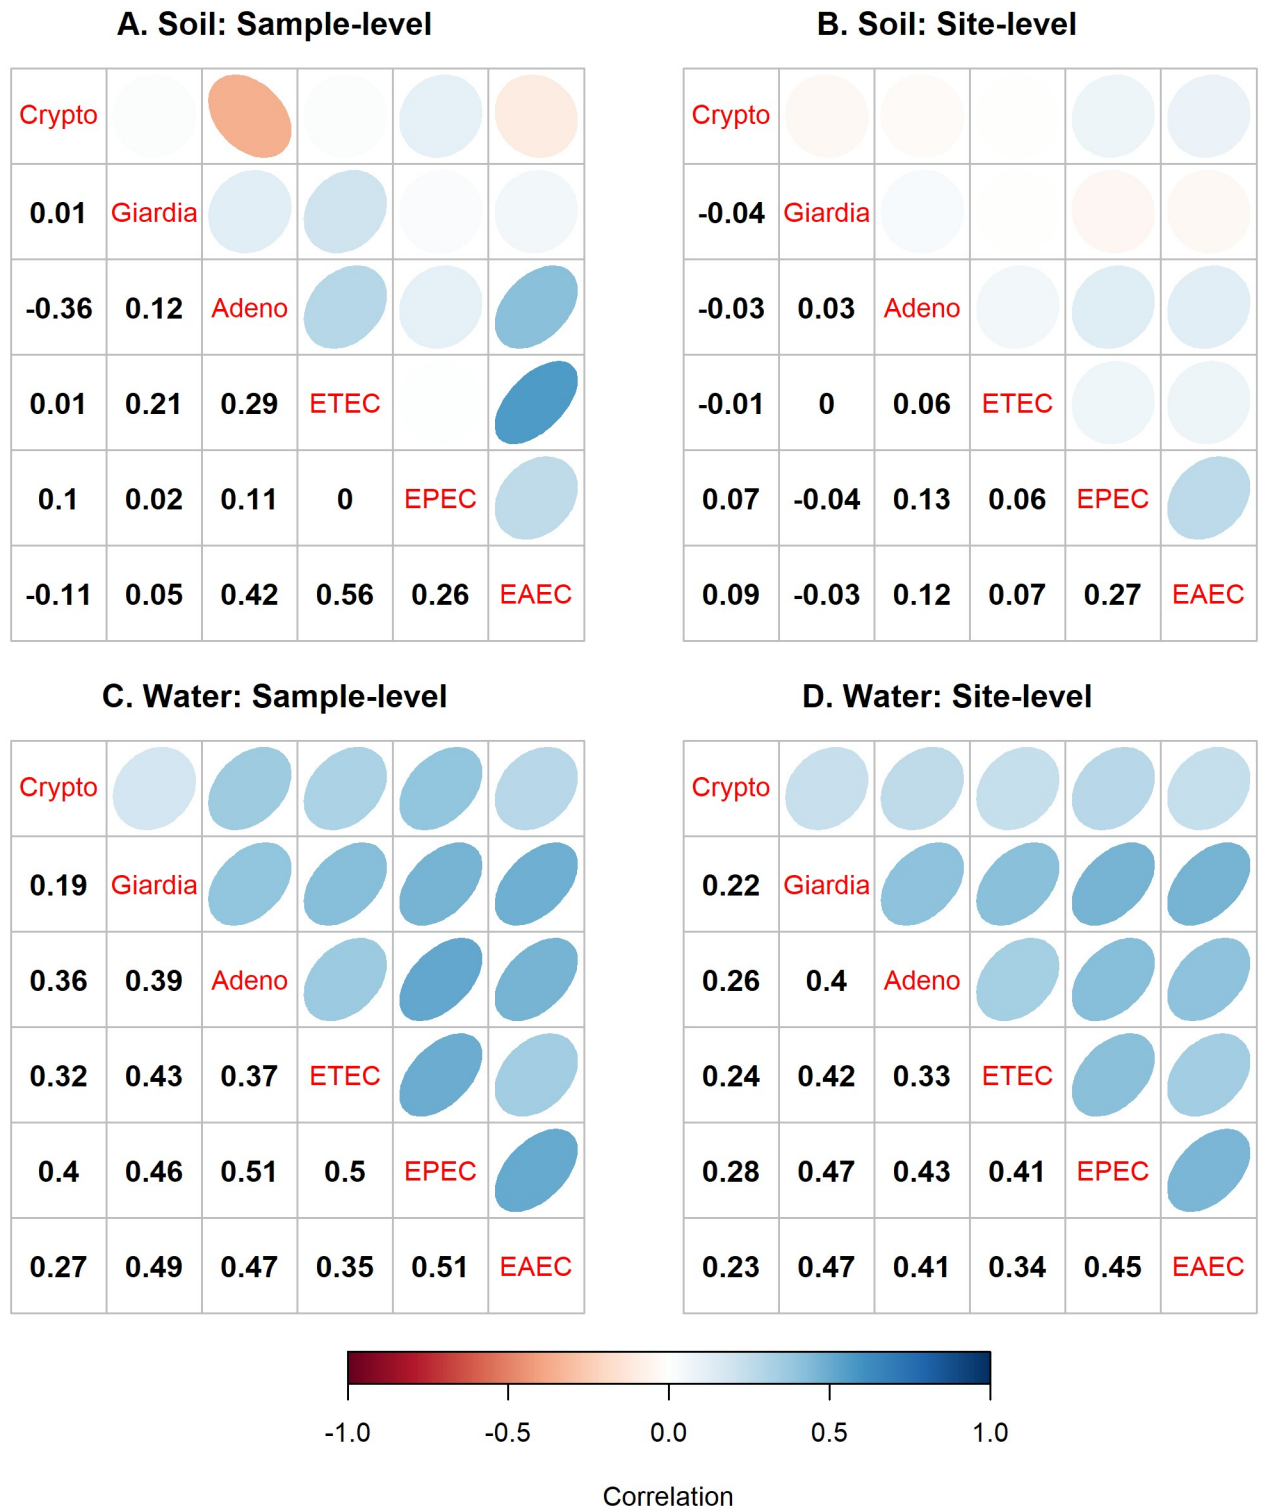 A. Soil: Sample-level
Crypto
0.01 Giardia
-0.36 0.12 Adeno
0.01 0.21 0.29 ETEC
0.1 0.02 0.11 0 EPEC
-0.11 0.05 0.42 0.56 0.26 EAEC
B. Soil: Site-level
Crypto
-0.04 Giardia
-0.03 0.03 Adeno
-0.01 0 0.06 ETEC
0.07 -0.04 0.13 0.06 EPEC
0.09 -0.03 0.12 0.07 0.27 EAEC
C. Water: Sample-level
Crypto
0.19 Giardia
0.36 0.39 Adeno
0.32 0.43 0.37 ETEC
0.4 0.46 0.51 0.5 EPEC
0.27 0.49 0.47 0.35 0.51 EAEC
D. Water: Site-level
Crypto
0.22 Giardia
0.26 0.4 Adeno
0.24 0.42 0.33 ETEC
0.28 0.47 0.43 0.41 EPEC
0.23 0.47 0.41 0.34 0.45 EAEC
-1.0 -0.5 0.0 0.5 1.0
Correlation